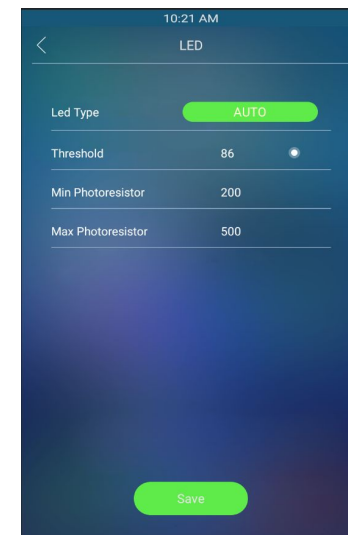 10:21 AM
LED
Led Type AUTO
Threshold 86
Min Photoresistor 200
Max Photoresistor 500
Save